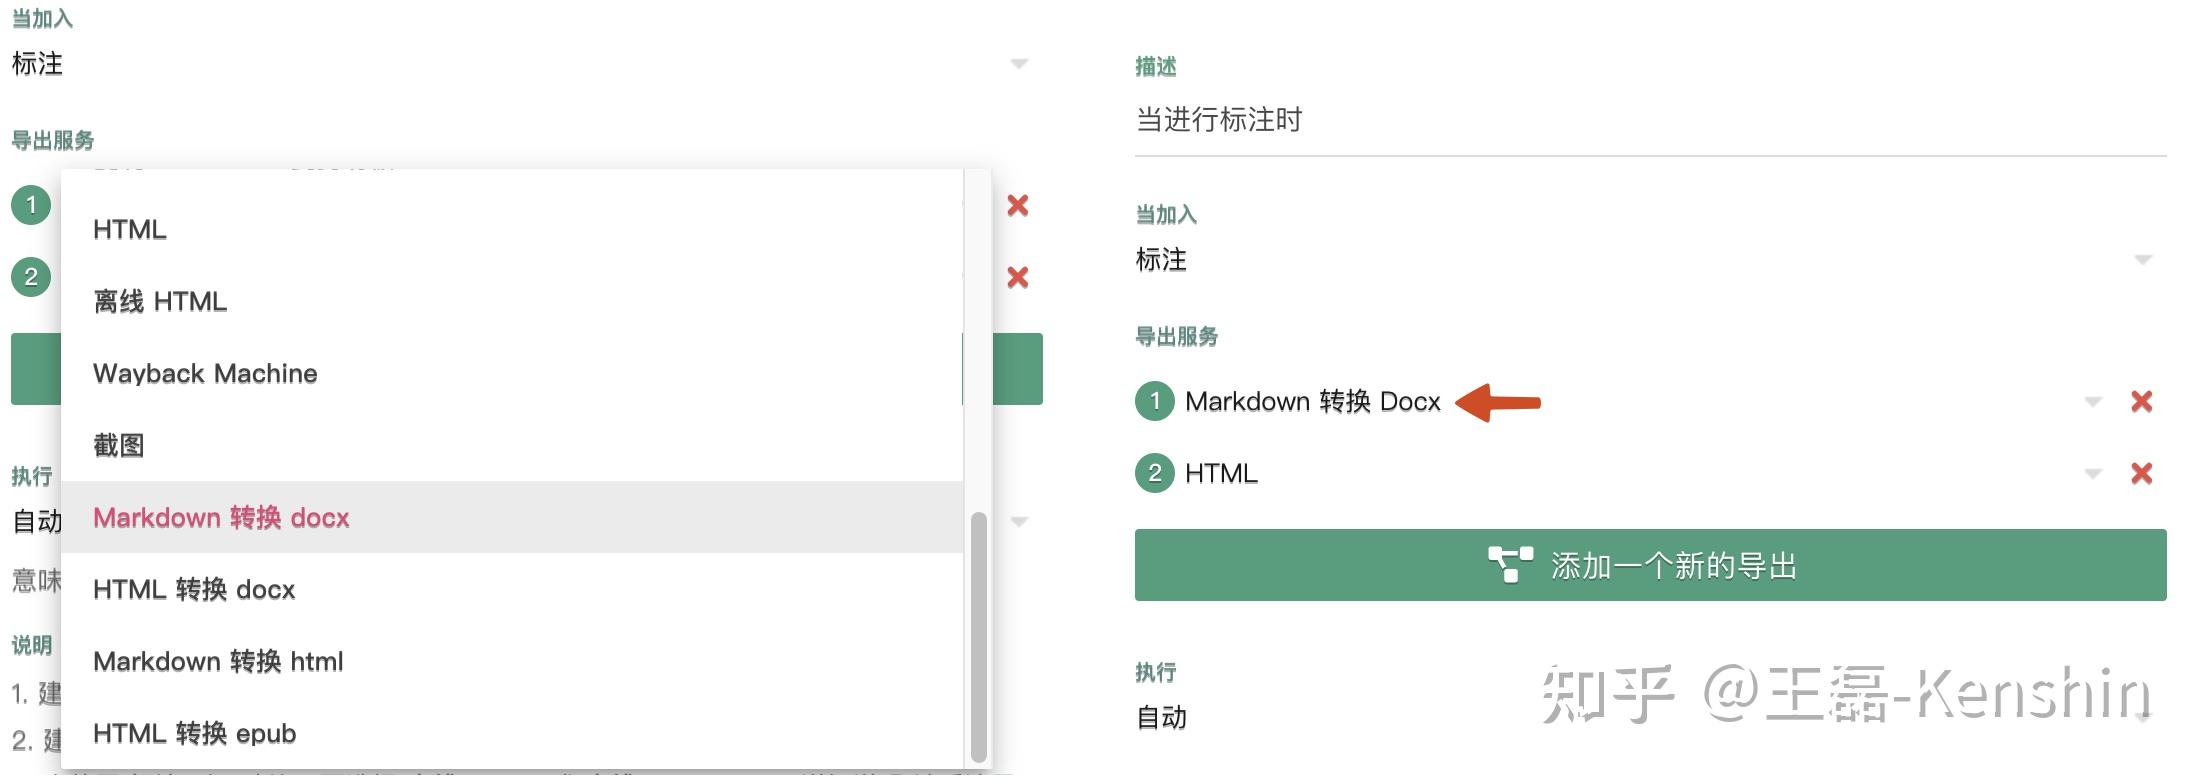 当加入
标注
导出服务
1
2
HTML
离线 HTML
Wayback Machine
截图
Markdown 转换 docx
HTML 转换 docx
Markdown 转换 html
HTML 转换 epub
执行
自动
意味
说明
1. 建
2. 建
描述
当进行标注时
当加入
标注
导出服务
1 Markdown 转换 Docx
2 HTML
添加一个新的导出
执行
自动
知乎 @王磊-Kenshin